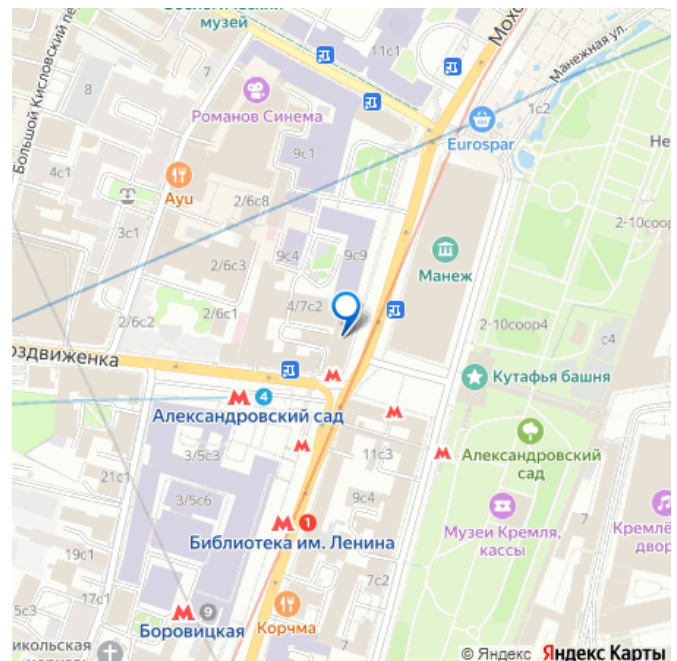 музей
11с1
Мохо
Манежная ул.
Большой Кисловский пер
7
8
Романов Синема
1с2
Eurospar
Не
9с1
4с1
Ayu
2/6с8
2-10соор
3с1
9с4
9с9
Манеж
2/6с3
4/7с2
2/6с2
2/6с1
2-10соор4
с4
оздвиженка
Кутафья башня
4
Александровский сад
3/5с3
11с3
Александровский
сад
21с1
3/5с6
9с4
1
Музеи Кремля,
кассы
7
Кремлё
двор
Библиотека им. Ленина
19с1
7с2
17с1
5с3
9
Боровицкая
Корчма
икольская
© Яндекс Яндекс Карты